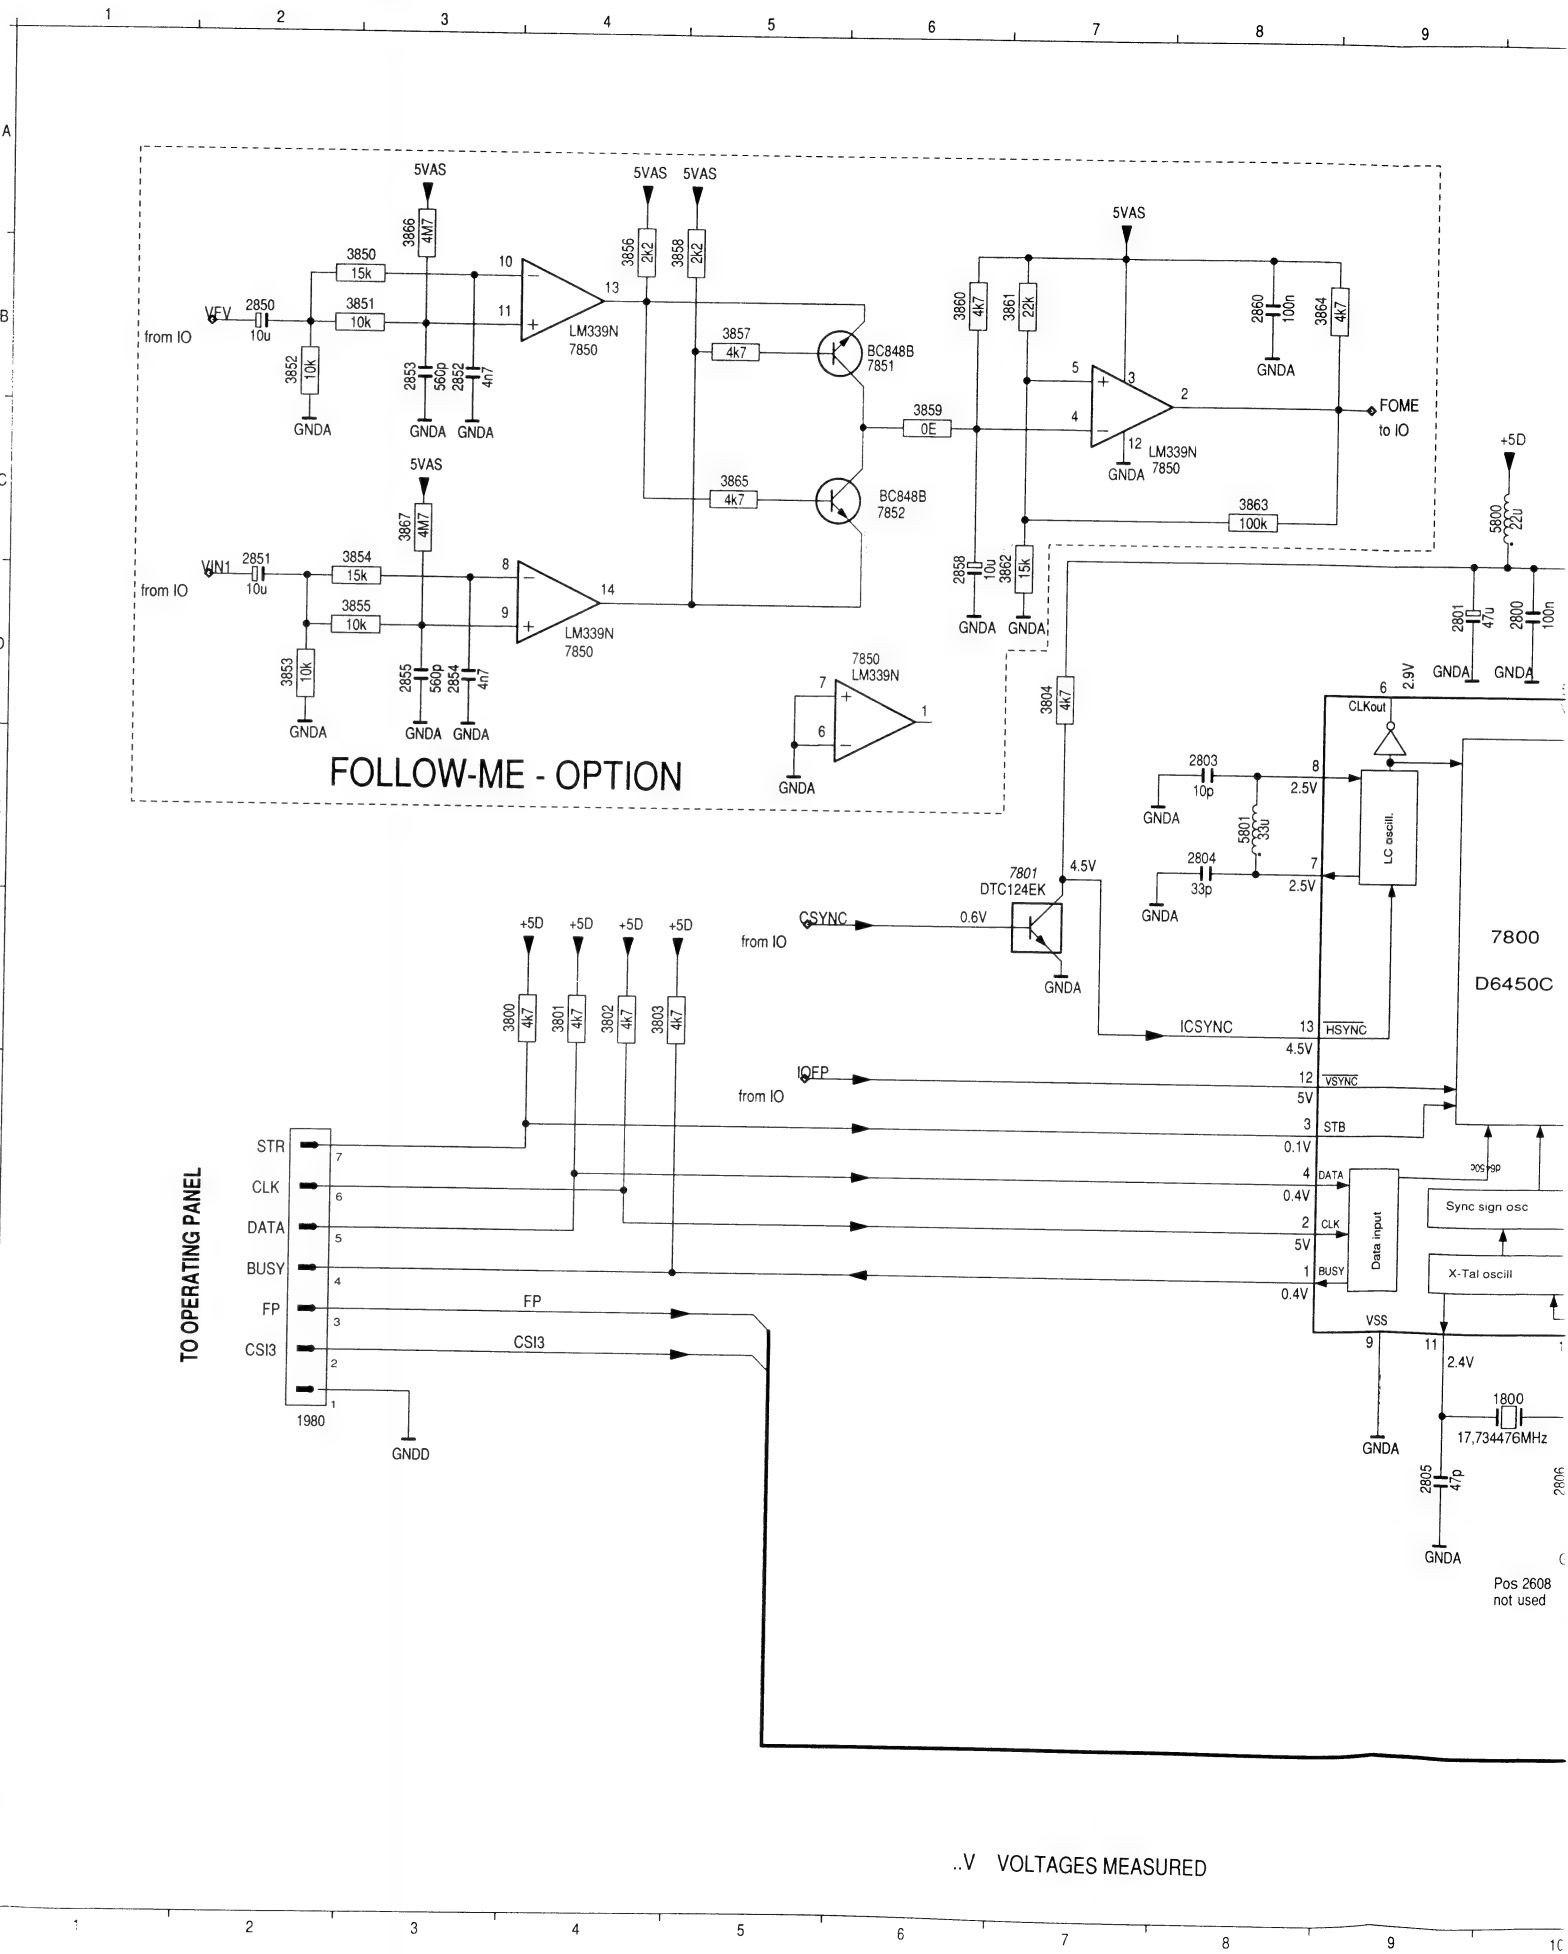 1 2 3 4 5 6 7 8 9
A
B
C
D
5VAS
3866 4M7
3850
15k
3851
10k
VFV
from IO
2850
10u
3852 10k
GNDA
10
11
13
LM339N
7850
2853 560p
2852 4n7
GNDA GNDA
5VAS 5VAS
3856 2k2
3858 2k2
3857
4k7
BC848B
7851
3859
0E
3865
4k7
BC848B
7852
5VAS
3860 4k7
3861 22k
2860 100n
GNDA
3864 4k7
5
3
4
12
2
LM339N
7850
GNDA
FOME
to IO
3863
100k
2858 10u
3862 15k
GNDA GNDA
5VAS
3867 4M7
VIN1
from IO
2851
10u
3854
15k
3855
10k
3853 10k
GNDA
8
9
14
LM339N
7850
2855 560p
2854 4n7
GNDA GNDA
7850
LM339N
7
6
1
GNDA
FOLLOW-ME - OPTION
+5D
5800 22u
2801 47u
2800 100n
GNDA GNDA
3804 4k7
6
2.9V
CLKout
2803
10p
GNDA
5801 33u
8
2.5V
2804
33p
GNDA
7
2.5V
LC oscill.
7801
DTC124EK
4.5V
CSYNC
from IO
0.6V
GNDA
7800
D6450C
ICSYNC
13
HSYNC
4.5V
IOFP
from IO
12
VSYNC
5V
+5D +5D +5D +5D
3800 4k7
3801 4k7
3802 4k7
3803 4k7
3
STB
0.1V
4
DATA
0.4V
2
CLK
5V
1
BUSY
0.4V
Data input
d6450c
Sync sign osc
X-Tal oscill
VSS
9
11
2.4V
TO OPERATING PANEL
STR
7
CLK
6
DATA
5
BUSY
4
FP
3
CSI3
2
1
1980
FP
CSI3
GNDD
GNDA
1800
17,734476MHz
2805 47p
2806
GNDA
Pos 2608
not used
..V VOLTAGES MEASURED
1 2 3 4 5 6 7 8 9 10